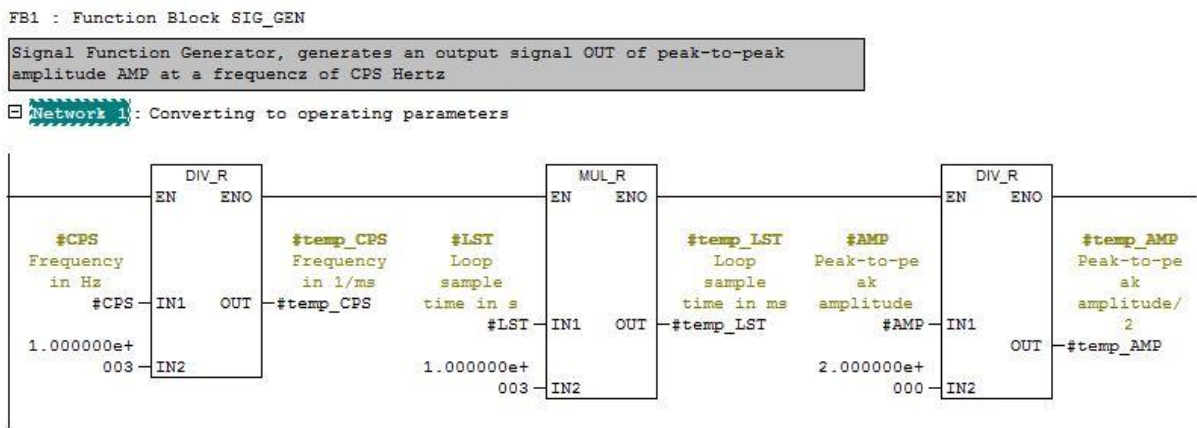 FB1 : Function Block SIG_GEN
Signal Function Generator, generates an output signal OUT of peak-to-peak
amplitude AMP at a frequencz of CPS Hertz
Network 1: Converting to operating parameters
DIV_R
EN ENO
#CPS
Frequency
in Hz
#CPS IN1 OUT #temp_CPS
1.000000e+
003 IN2
#temp_CPS
Frequency
in 1/ms
MUL_R
EN ENO
#LST
Loop
sample
time in s
#LST IN1 OUT #temp_LST
1.000000e+
003 IN2
#temp_LST
Loop
sample
time in ms
DIV_R
EN ENO
#AMP
Peak-to-pe
ak
amplitude
#AMP IN1
2.000000e+
000 IN2
#temp_AMP
Peak-to-pe
ak
amplitude/
2
OUT #temp_AMP